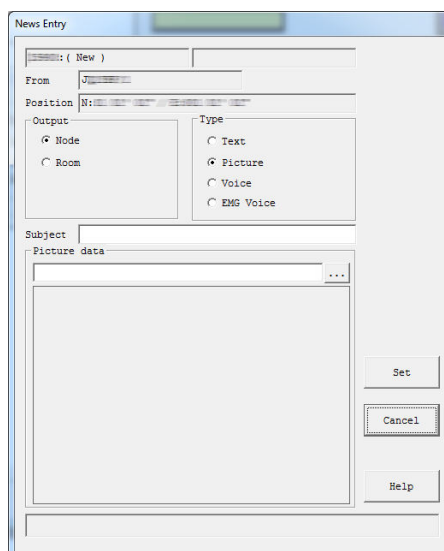 News Entry
: ( New )
From J
Position N:
Output
Type
Node
Text
Room
Picture
Voice
EMG Voice
Subject
Picture data
...
Set
Cancel
Help